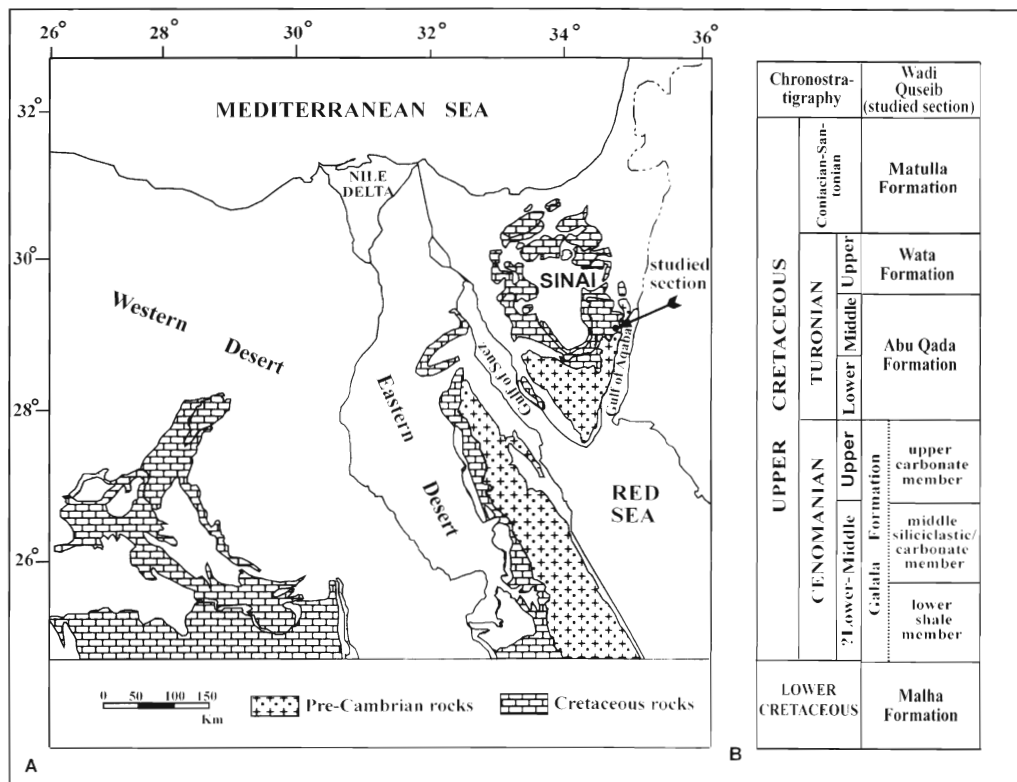 26° 28° 30° 32° 34° 36°
32°
30°
28°
26°
MEDITERRANEAN SEA
NILE
DELTA
SINAI
studied
section
Western
Desert
Eastern
Desert
Gulf of Suez
Gulf of Aqaba
RED
SEA
0 50 100 150
Km
Pre-Cambrian rocks
Cretaceous rocks
A
Chronostra-
tigraphy
Wadi
Quseib
(studied section)
UPPER CRETACEOUS
Coniacian-San-
tonian
Matulla
Formation
TURONIAN
Upper
Wata
Formation
Middle
Lower
Abu Qada
Formation
CENOMANIAN
Upper
?Lower-Middle
Galala Formation
upper
carbonate
member
middle
siliciclastic/
carbonate
member
lower
shale
member
LOWER
CRETACEOUS
Malha
Formation
B